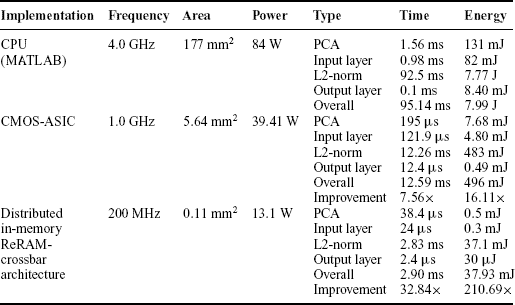 Implementation Frequency Area Power Type Time Energy
CPU 4.0 GHz 177 mm² 84 W PCA 1.56 ms 131 mJ
(MATLAB) Input layer 0.98 ms 82 mJ
L2-norm 92.5 ms 7.77 J
Output layer 0.1 ms 8.40 mJ
Overall 95.14 ms 7.99 J
CMOS-ASIC 1.0 GHz 5.64 mm² 39.41 W PCA 195 μs 7.68 mJ
Input layer 121.9 μs 4.80 mJ
L2-norm 12.26 ms 483 mJ
Output layer 12.4 μs 0.49 mJ
Overall 12.59 ms 496 mJ
Improvement 7.56× 16.11×
Distributed 200 MHz 0.11 mm² 13.1 W PCA 38.4 μs 0.5 mJ
in-memory Input layer 24 μs 0.3 mJ
ReRAM- L2-norm 2.83 ms 37.1 mJ
crossbar Output layer 2.4 μs 30 μJ
architecture Overall 2.90 ms 37.93 mJ
Improvement 32.84× 210.69×